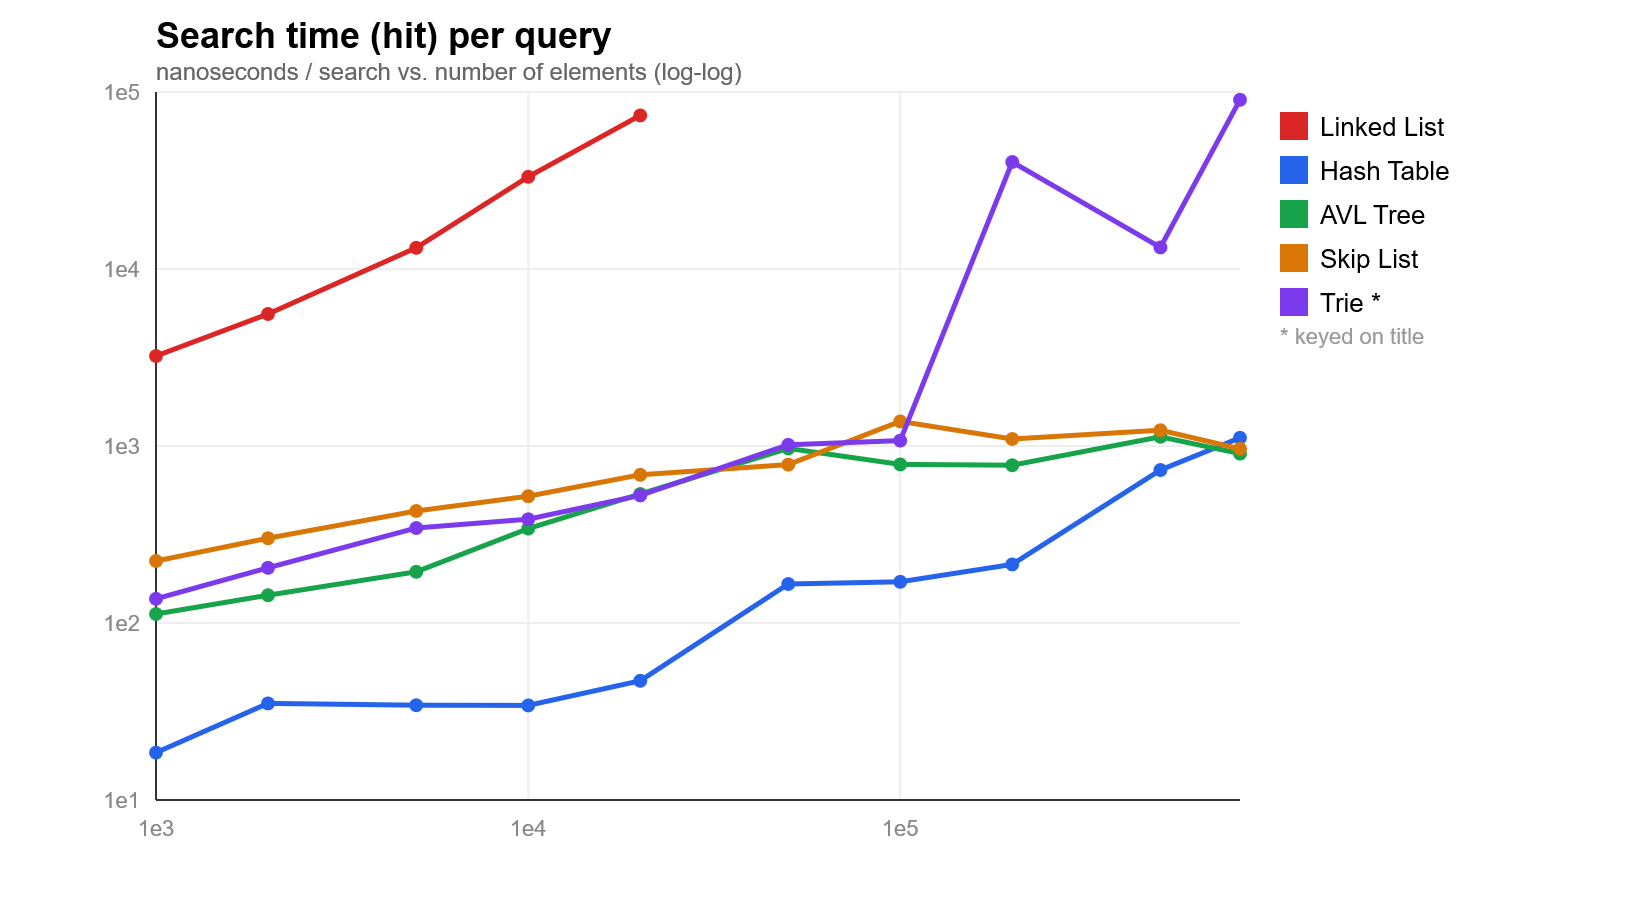 Search time (hit) per query
nanoseconds / search vs. number of elements (log-log)
1e5
1e4
1e3
1e2
1e1
1e3
1e4
1e5
Linked List
Hash Table
AVL Tree
Skip List
Trie *
* keyed on title